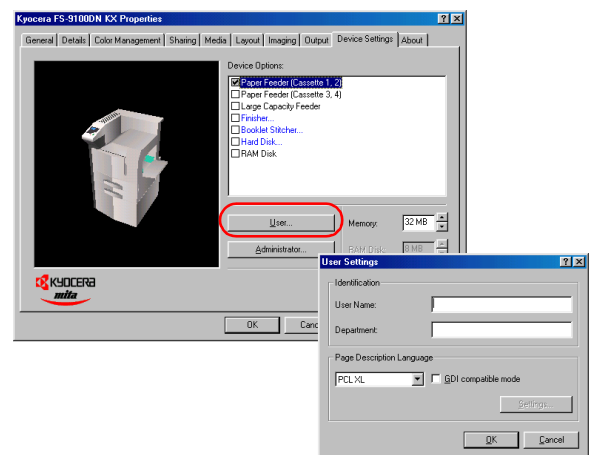 Kyocera FS-9100DN KX Properties
General Details Color Management Sharing Media Layout Imaging Output Device Settings About
Device Options:
Paper Feeder (Cassette 1, 2)
Paper Feeder (Cassette 3, 4)
Large Capacity Feeder
Finisher...
Booklet Stitcher...
Hard Disk...
RAM Disk
User...
Memory: 32 MB
Administrator...
RAM Disk: 8 MB
KYOCERA
mita
OK
User Settings
Identification
User Name:
Department:
Page Description Language
PCL XL
GDI compatible mode
Settings...
OK Cancel